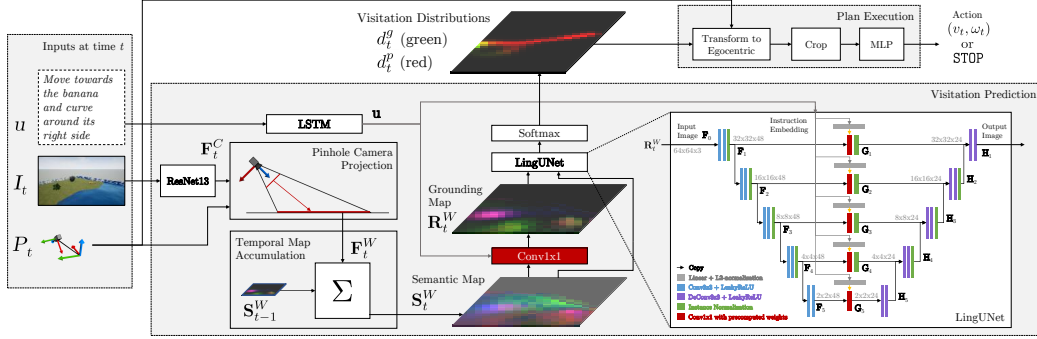 Inputs at time t
u
Move towards
the banana
and curve
around its
right side
I_t
P_t
ResNet13
LSTM
u
F_t^C
Pinhole Camera
Projection
F_t^W
Temporal Map
Accumulation
S_{t-1}^W
Σ
Semantic Map
S_t^W
Conv1x1
Grounding
Map
R_t^W
LingUNet
Softmax
Visitation Distributions
d_t^g (green)
d_t^p (red)
Plan Execution
Transform to
Egocentric
Crop
MLP
Action
(v_t, ω_t)
or
STOP
Visitation Prediction
Input
Image
R_t^W
64x64x3
F_0
Instruction
Embedding
Output
Image
32x32x48
F_1
G_1
32x32x24
H_1
16x16x48
F_2
G_2
16x16x24
H_2
8x8x48
F_3
G_3
8x8x24
H_3
4x4x48
F_4
G_4
4x4x24
H_4
2x2x48
F_5
G_5
2x2x24
H_5
Copy
Linear + L2-normalization
Conv3x3 + LeakyReLU
DeConv3x3 + LeakyReLU
Instance Normalization
Conv1x1 with precomputed weights
LingUNet